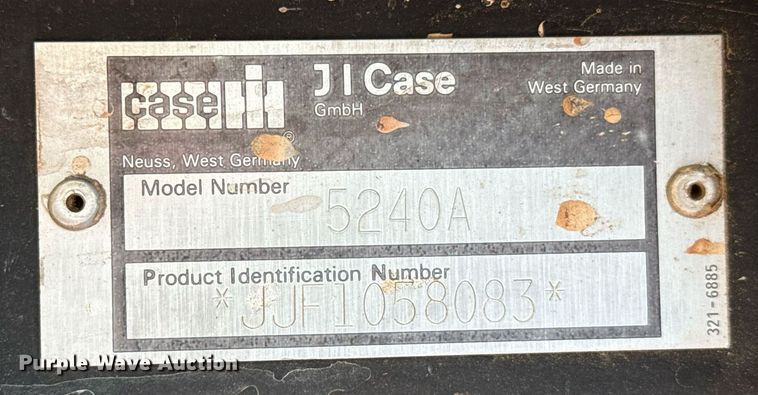 case IH
J I Case
GmbH
Made in
West Germany
®
Neuss, West Germany
Model Number
5240A
Product Identification Number
*JJF1058083*
321-6885
Purple Wave Auction